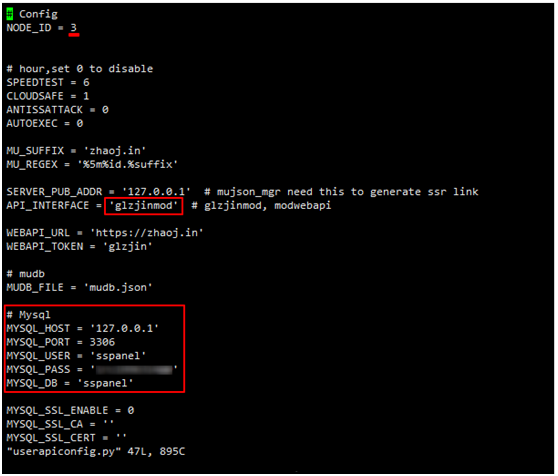 # Config
NODE_ID = 3
# hour,set 0 to disable
SPEEDTEST = 6
CLOUDSAFE = 1
ANTISSATTACK = 0
AUTOEXEC = 0
MU_SUFFIX = 'zhaoj.in'
MU_REGEX = '%5m%id.%suffix'
SERVER_PUB_ADDR = '127.0.0.1'  # mujson_mgr need this to generate ssr link
API_INTERFACE = 'glzjinmod'  # glzjinmod, modwebapi
WEBAPI_URL = 'https://zhaoj.in'
WEBAPI_TOKEN = 'glzjin'
# mudb
MUDB_FILE = 'mudb.json'
# Mysql
MYSQL_HOST = '127.0.0.1'
MYSQL_PORT = 3306
MYSQL_USER = 'sspanel'
MYSQL_PASS = ' '
MYSQL_DB = 'sspanel'
MYSQL_SSL_ENABLE = 0
MYSQL_SSL_CA = ''
MYSQL_SSL_CERT = ''
"userapiconfig.py" 47L, 895C